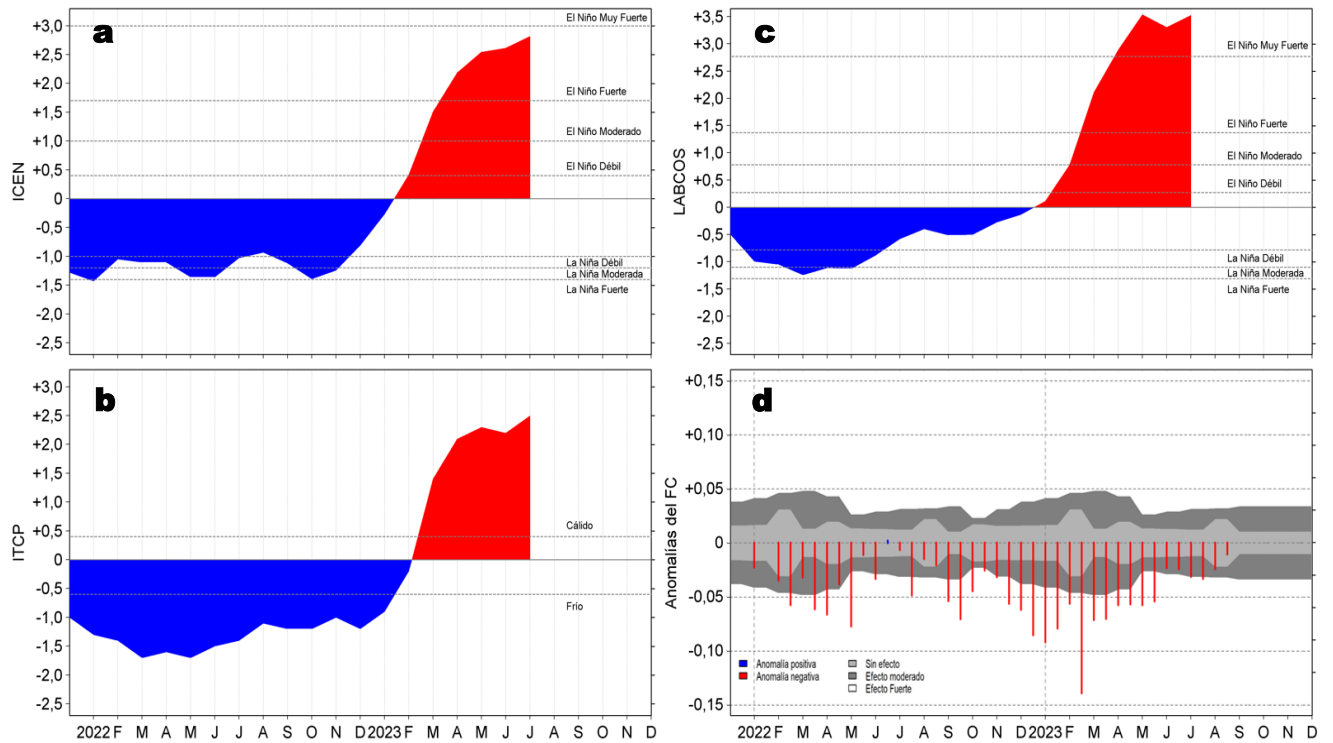 a
ICEN
+3,0
+2,5
+2,0
+1,5
+1,0
+0,5
0
-0,5
-1,0
-1,5
-2,0
-2,5
El Niño Muy Fuerte
El Niño Fuerte
El Niño Moderado
El Niño Débil
La Niña Débil
La Niña Moderada
La Niña Fuerte
2022 F M A M J J A S O N D 2023 F M A M J J A S O N D
c
LABCOS
+3,5
+3,0
+2,5
+2,0
+1,5
+1,0
+0,5
0
-0,5
-1,0
-1,5
-2,0
-2,5
El Niño Muy Fuerte
El Niño Fuerte
El Niño Moderado
El Niño Débil
La Niña Débil
La Niña Moderada
La Niña Fuerte
2022 F M A M J J A S O N D 2023 F M A M J J A S O N D
b
ITCP
+3,0
+2,5
+2,0
+1,5
+1,0
+0,5
0
-0,5
-1,0
-1,5
-2,0
-2,5
Cálido
Frío
2022 F M A M J J A S O N D 2023 F M A M J J A S O N D
d
Anomalías del FC
+0,15
+0,10
+0,05
0
-0,05
-0,10
-0,15
Anomalía positiva
Anomalía negativa
Sin efecto
Efecto moderado
Efecto Fuerte
2022 F M A M J J A S O N D 2023 F M A M J J A S O N D